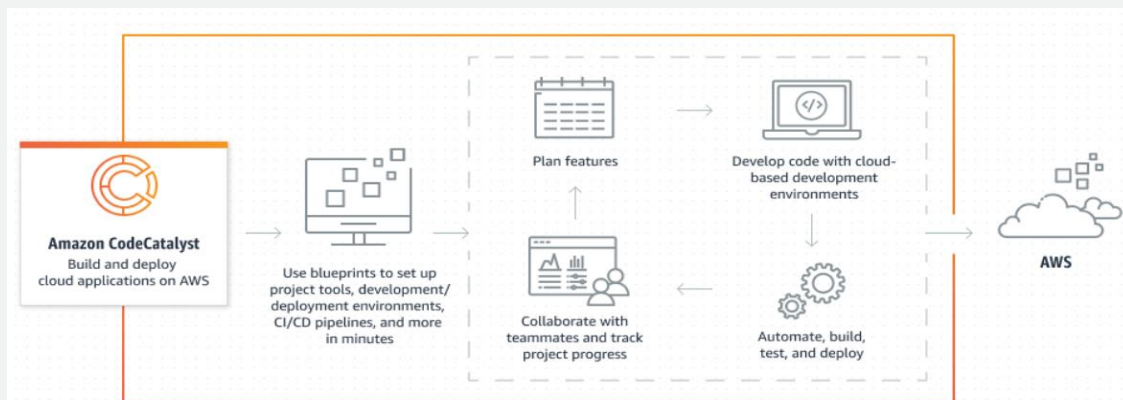 Amazon CodeCatalyst
Build and deploy
cloud applications on AWS
Use blueprints to set up
project tools, development/
deployment environments,
CI/CD pipelines, and more
in minutes
Plan features
Develop code with cloud-
based development
environments
Collaborate with
teammates and track
project progress
Automate, build,
test, and deploy
AWS